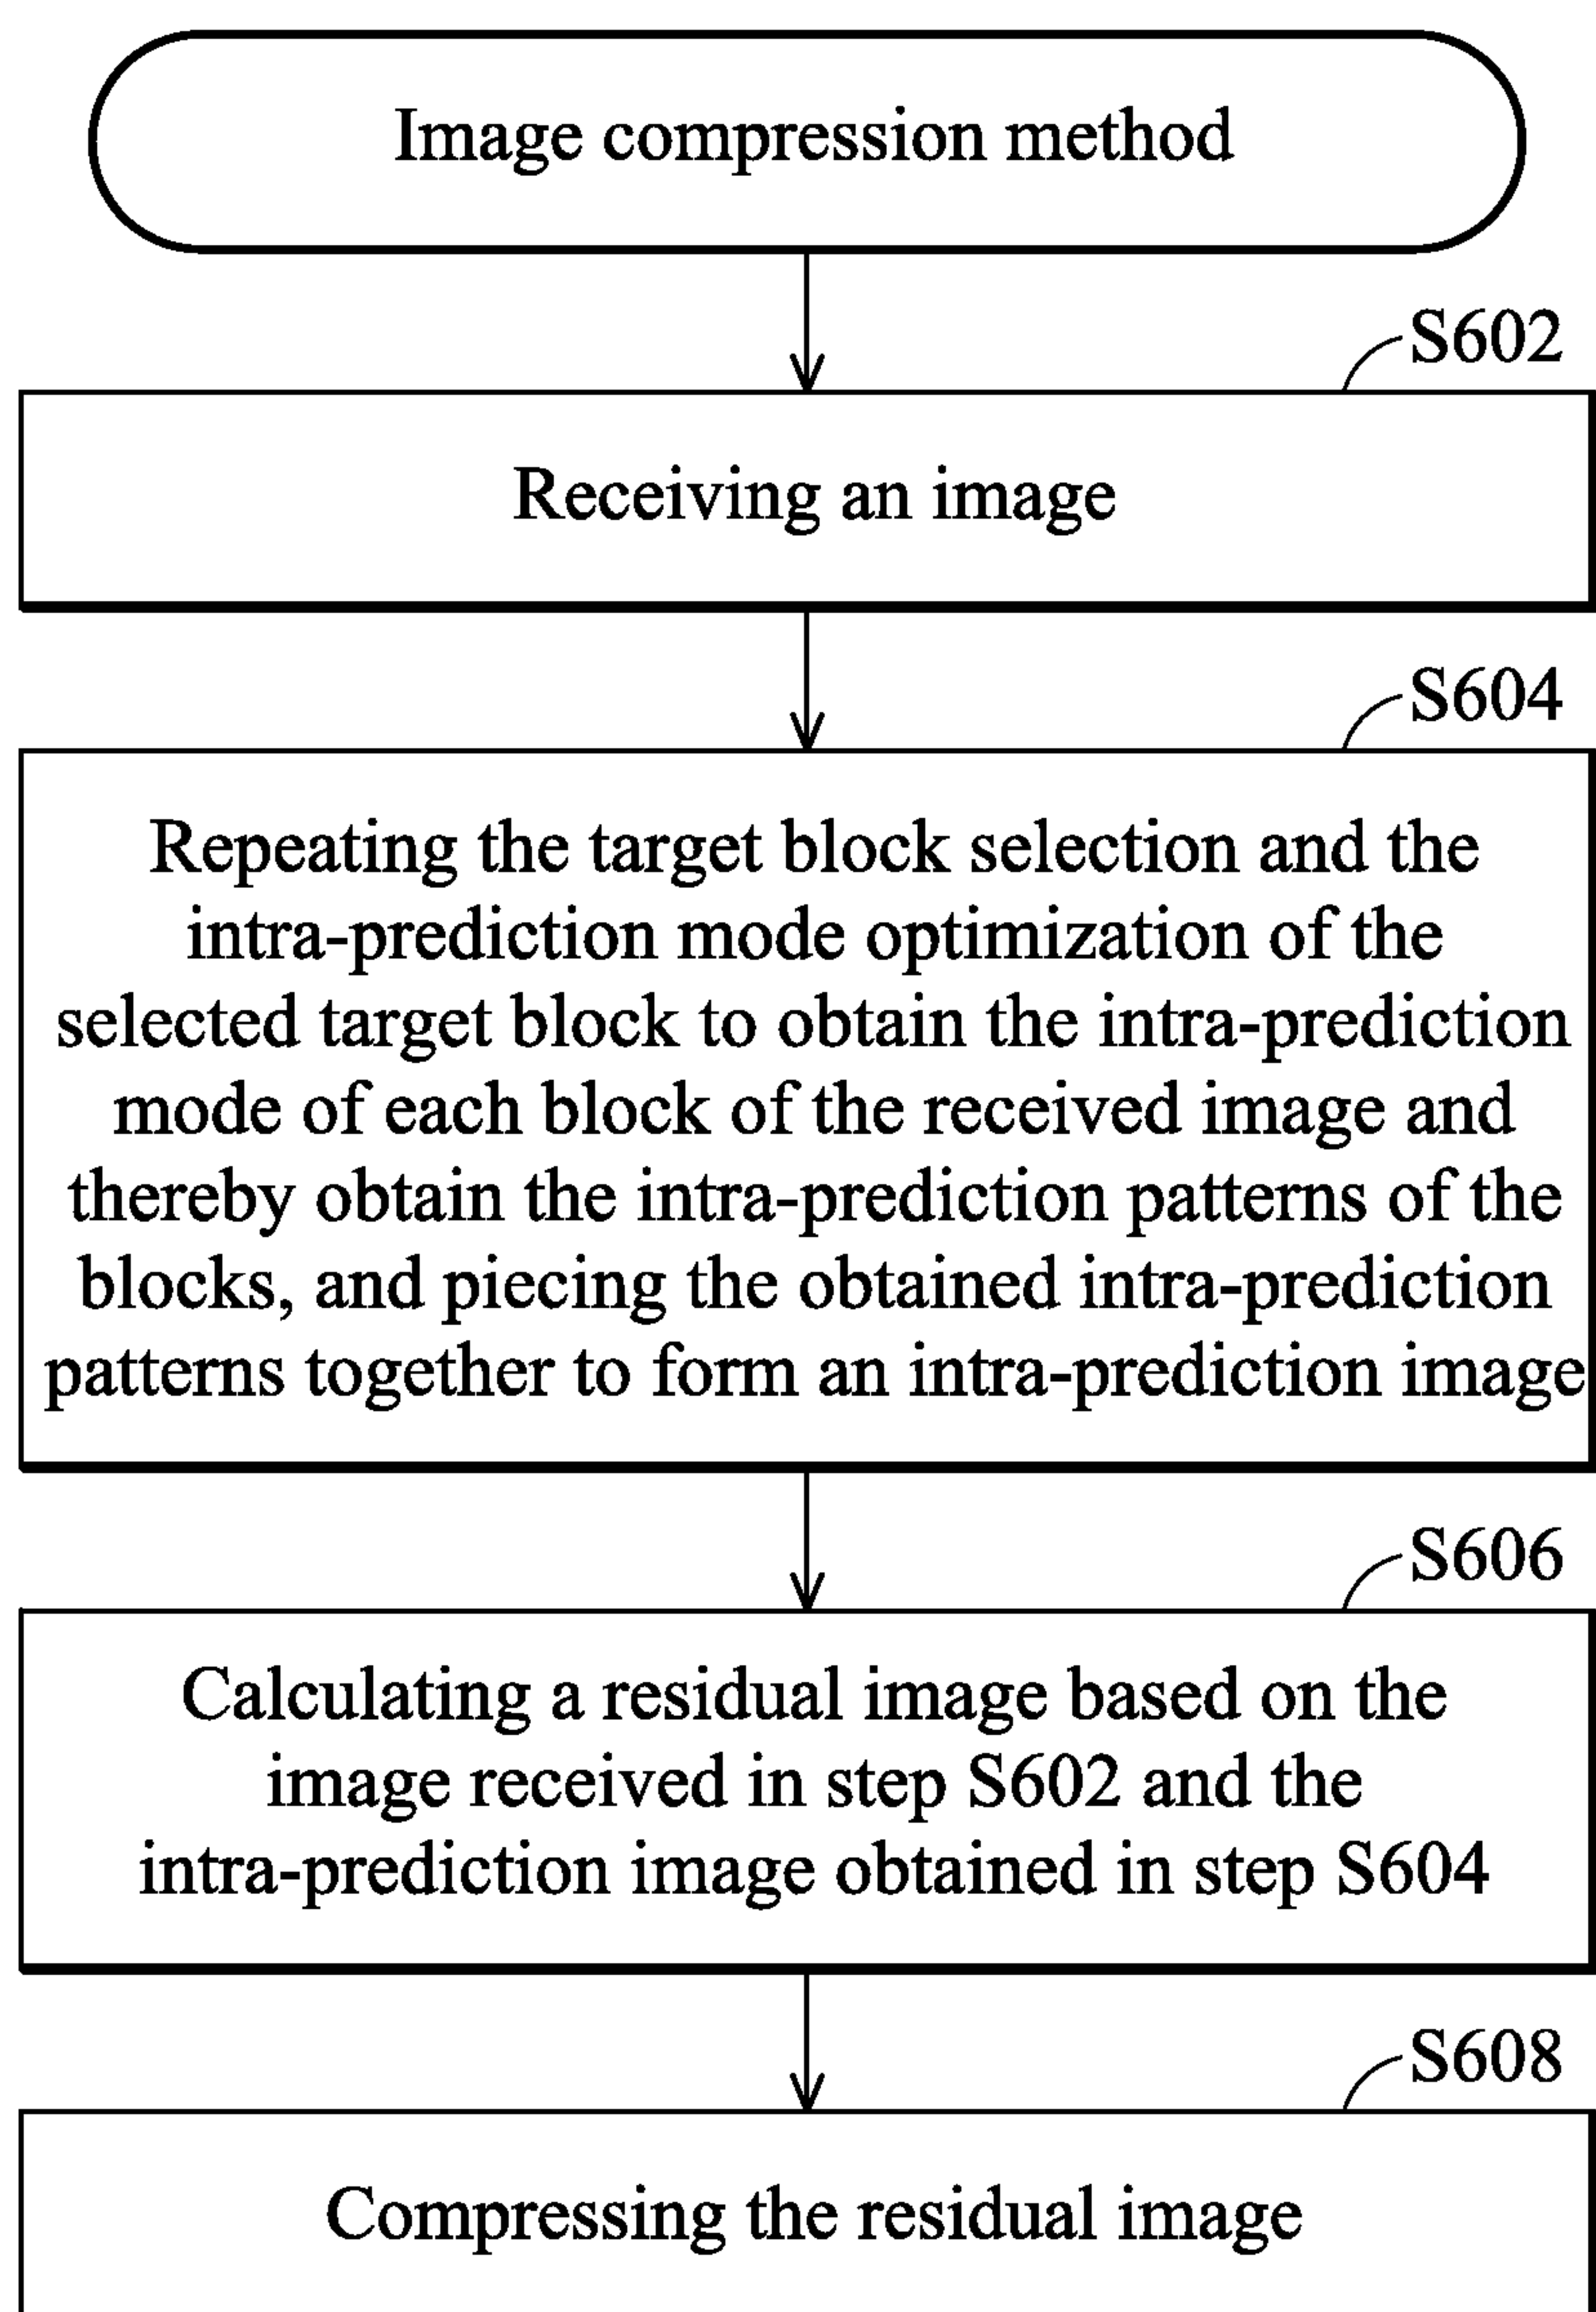 Image compression method
S602
Receiving an image
S604
Repeating the target block selection and the
intra-prediction mode optimization of the
selected target block to obtain the intra-prediction
mode of each block of the received image and
thereby obtain the intra-prediction patterns of the
blocks, and piecing the obtained intra-prediction
patterns together to form an intra-prediction image
S606
Calculating a residual image based on the
image received in step S602 and the
intra-prediction image obtained in step S604
S608
Compressing the residual image